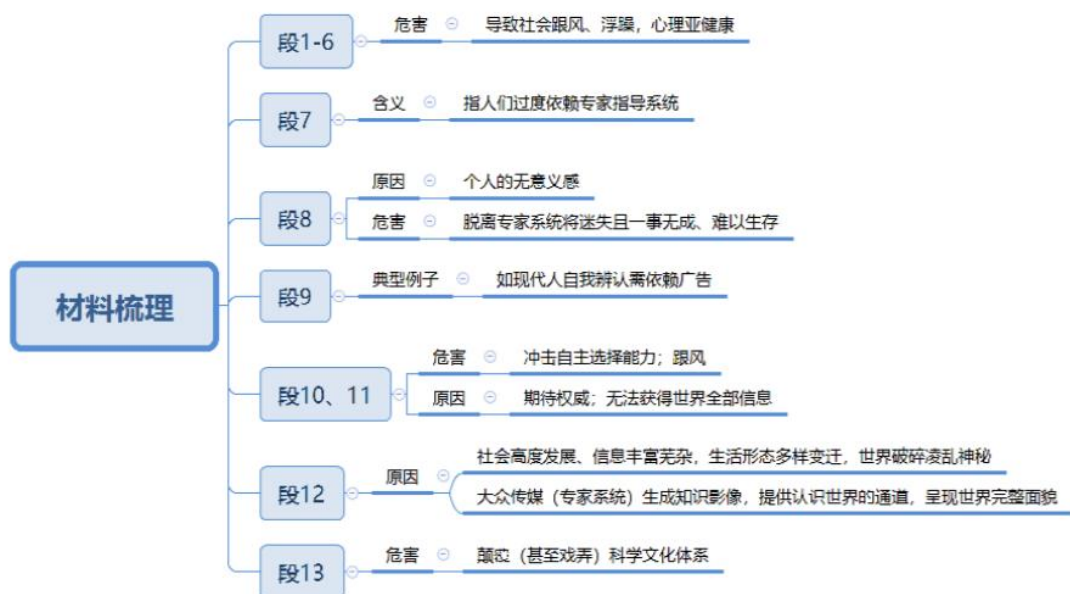 材料梳理
段1-6
危害
导致社会跟风、浮躁，心理亚健康
段7
含义
指人们过度依赖专家指导系统
段8
原因
个人的无意义感
危害
脱离专家系统将迷失且一事无成、难以生存
段9
典型例子
如现代人自我辨认需依赖广告
段10、11
危害
冲击自主选择能力；跟风
原因
期待权威；无法获得世界全部信息
段12
原因
社会高度发展、信息丰富芜杂，生活形态多样变迁，世界破碎凌乱神秘
大众传媒（专家系统）生成知识影像，提供认识世界的通道，呈现世界完整面貌
段13
危害
颠（甚至戏弄）科学文化体系